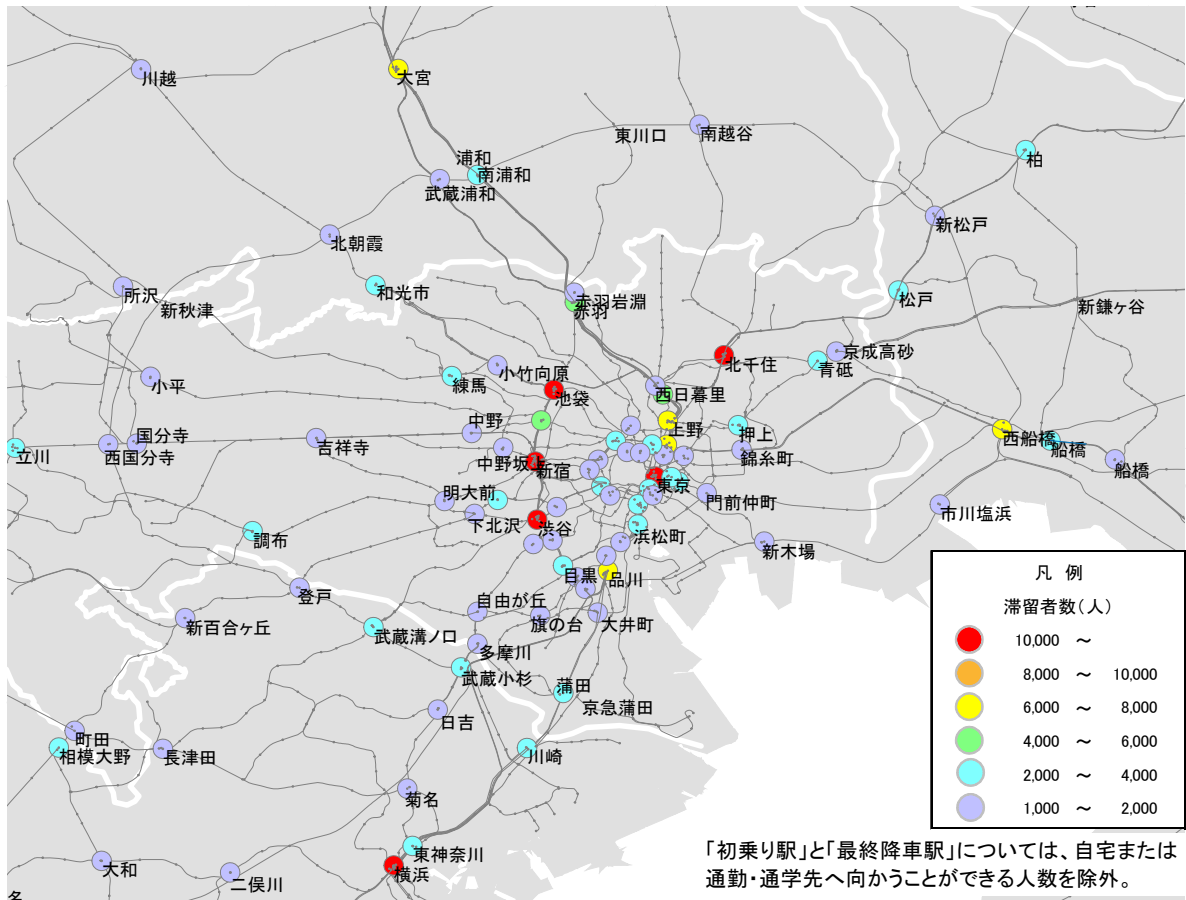 川越
大宮
東川口
南越谷
柏
浦和
南浦和
武蔵浦和
新松戸
北朝霞
所沢
新秋津
和光市
赤羽岩淵
赤羽
松戸
新鎌ヶ谷
京成高砂
青砥
北千住
小平
練馬
小竹向原
池袋
西日暮里
中野
上野
押上
西船橋
船橋
船橋
立川
西国分寺
国分寺
吉祥寺
中野坂上
新宿
錦糸町
東京
門前仲町
市川塩浜
明大前
下北沢
渋谷
浜松町
新木場
調布
目黒
品川
登戸
自由が丘
旗の台
大井町
新百合ヶ丘
武蔵溝ノ口
多摩川
武蔵小杉
蒲田
京急蒲田
日吉
町田
相模大野
長津田
川崎
菊名
東神奈川
横浜
大和
二俣川
名
凡 例
滞留者数(人)
10,000 ～
8,000 ～ 10,000
6,000 ～ 8,000
4,000 ～ 6,000
2,000 ～ 4,000
1,000 ～ 2,000
「初乗り駅」と「最終降車駅」については、自宅または
通勤・通学先へ向かうことができる人数を除外。